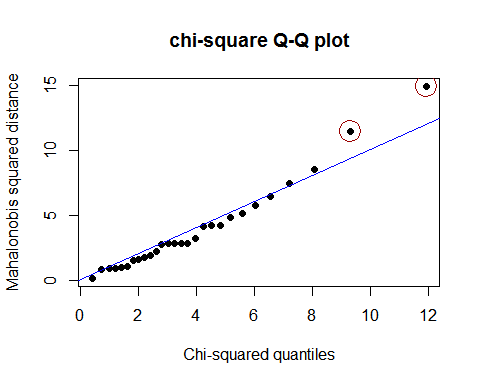 chi-square Q-Q plot
Mahalonobis squared distance
15
10
5
0
0 2 4 6 8 10 12
Chi-squared quantiles